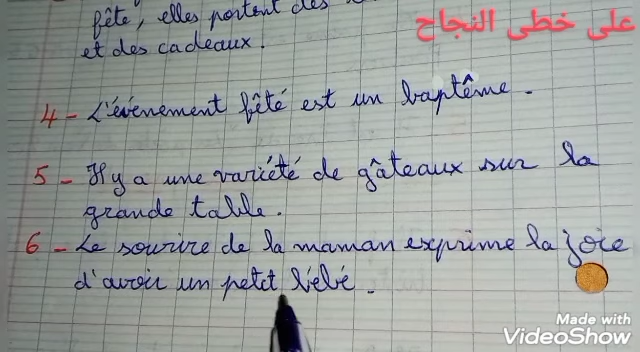 fête, elles portent des
et des cadeaux.
على خطى النجاح
4 - L'événement fêté est un baptême.
5 - Il y a une variété de gâteaux sur la
grande table.
6 - Le sourire de la maman exprime la joie
d'avoir un petit bébé.
Made with
VideoShow